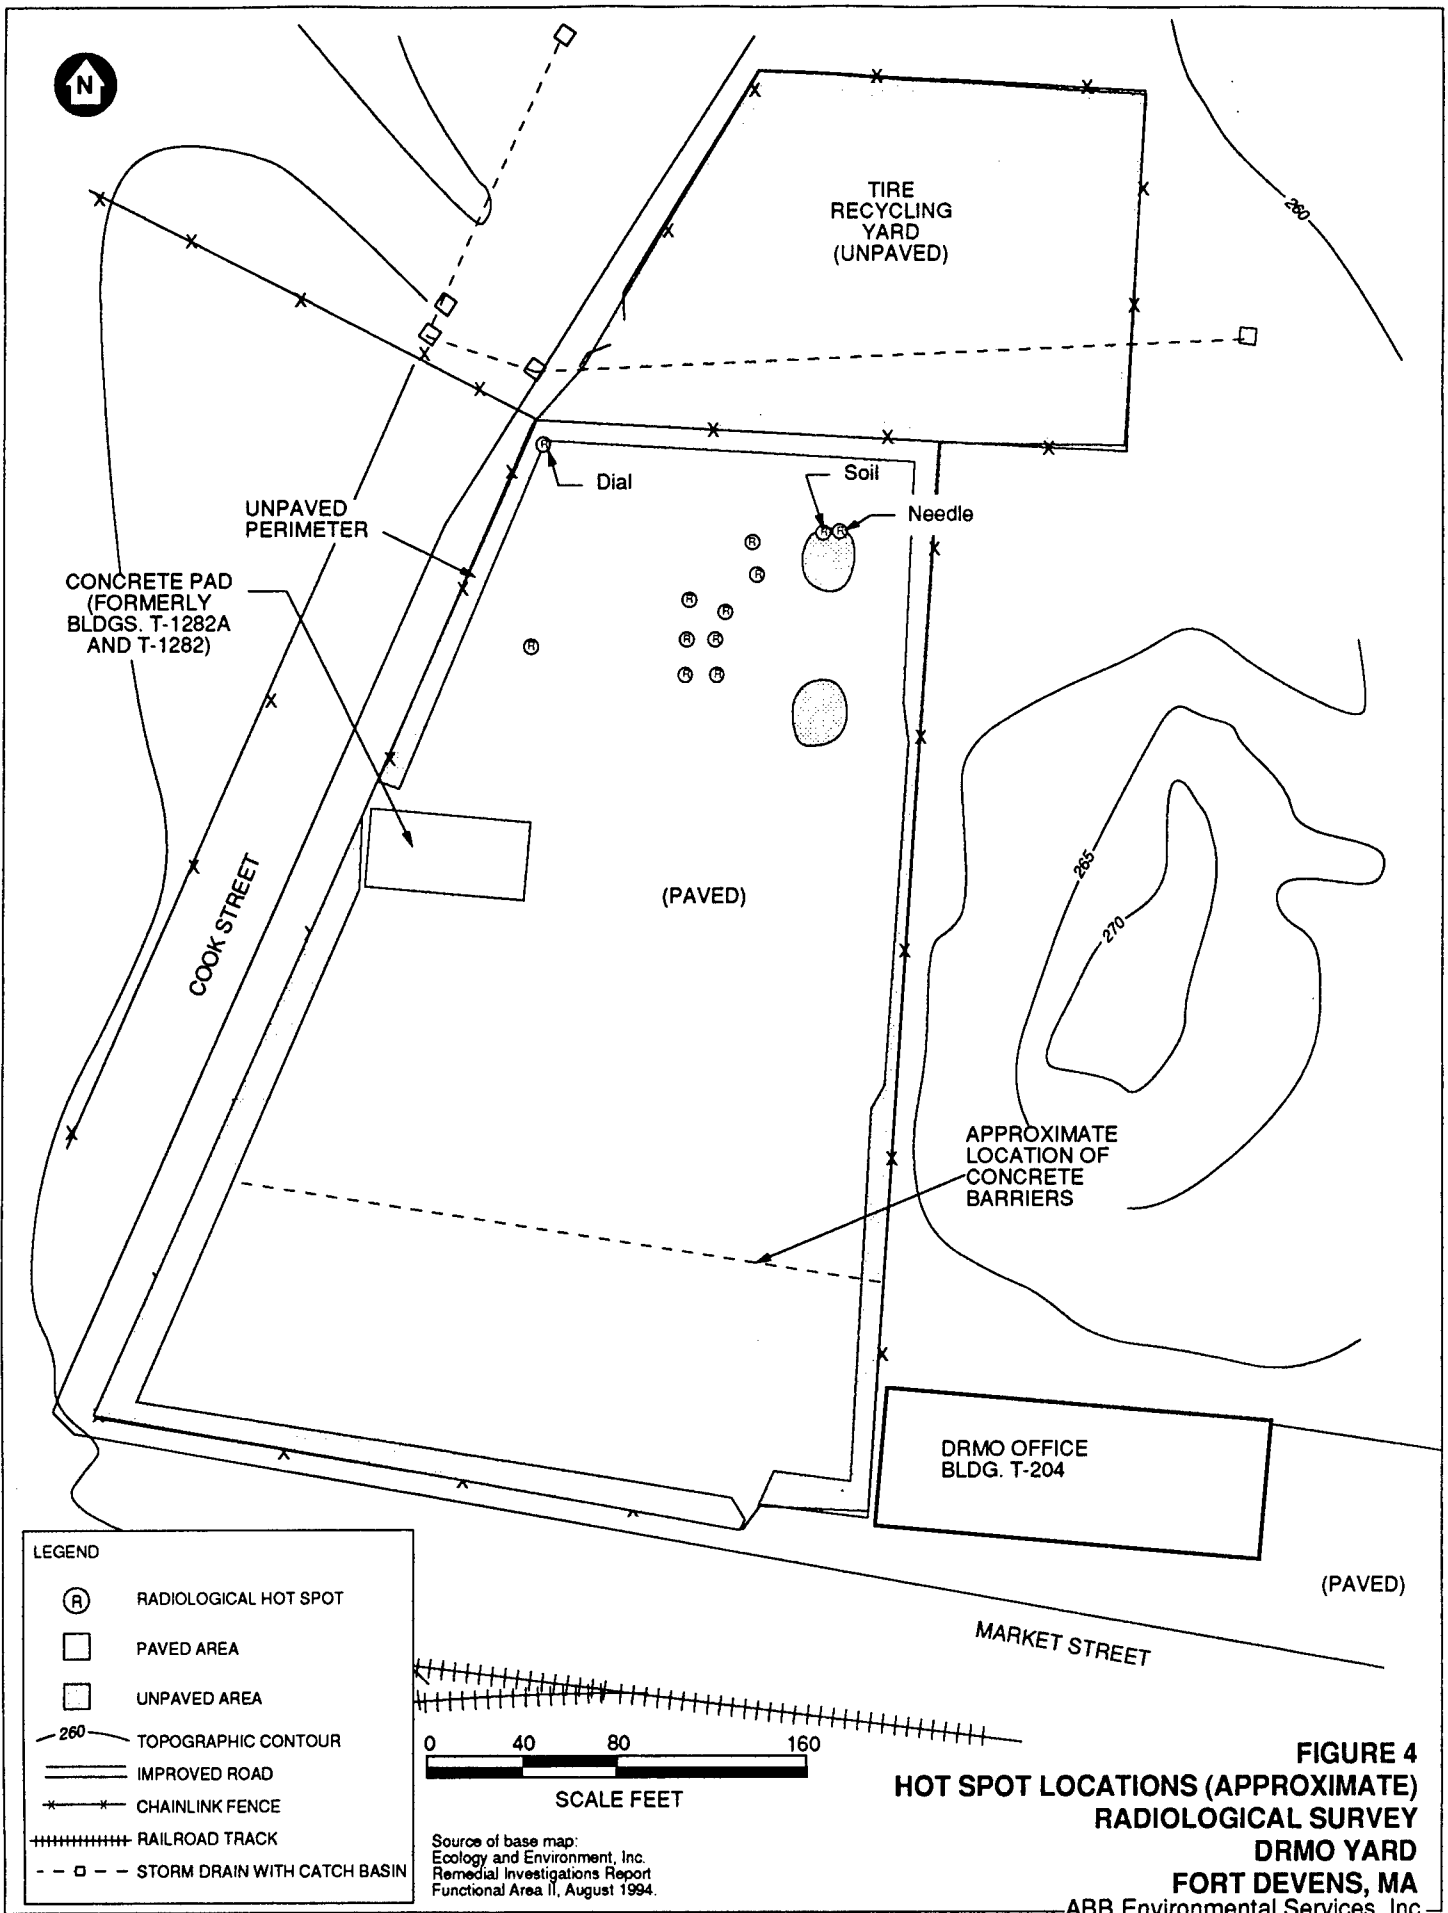 N
TIRE
RECYCLING
YARD
(UNPAVED)
260
Dial
Soil
Needle
UNPAVED
PERIMETER
CONCRETE PAD
(FORMERLY
BLDGS. T-1282A
AND T-1282)
R
R
R
R
R
R
R
R
R
R
R
R
COOK STREET
(PAVED)
265
270
APPROXIMATE
LOCATION OF
CONCRETE
BARRIERS
DRMO OFFICE
BLDG. T-204
(PAVED)
MARKET STREET
LEGEND
R RADIOLOGICAL HOT SPOT
PAVED AREA
UNPAVED AREA
260 TOPOGRAPHIC CONTOUR
IMPROVED ROAD
CHAINLINK FENCE
RAILROAD TRACK
STORM DRAIN WITH CATCH BASIN
0 40 80 160
SCALE FEET
Source of base map:
Ecology and Environment, Inc.
Remedial Investigations Report
Functional Area II, August 1994.
FIGURE 4
HOT SPOT LOCATIONS (APPROXIMATE)
RADIOLOGICAL SURVEY
DRMO YARD
FORT DEVENS, MA
ABB Environmental Services, Inc